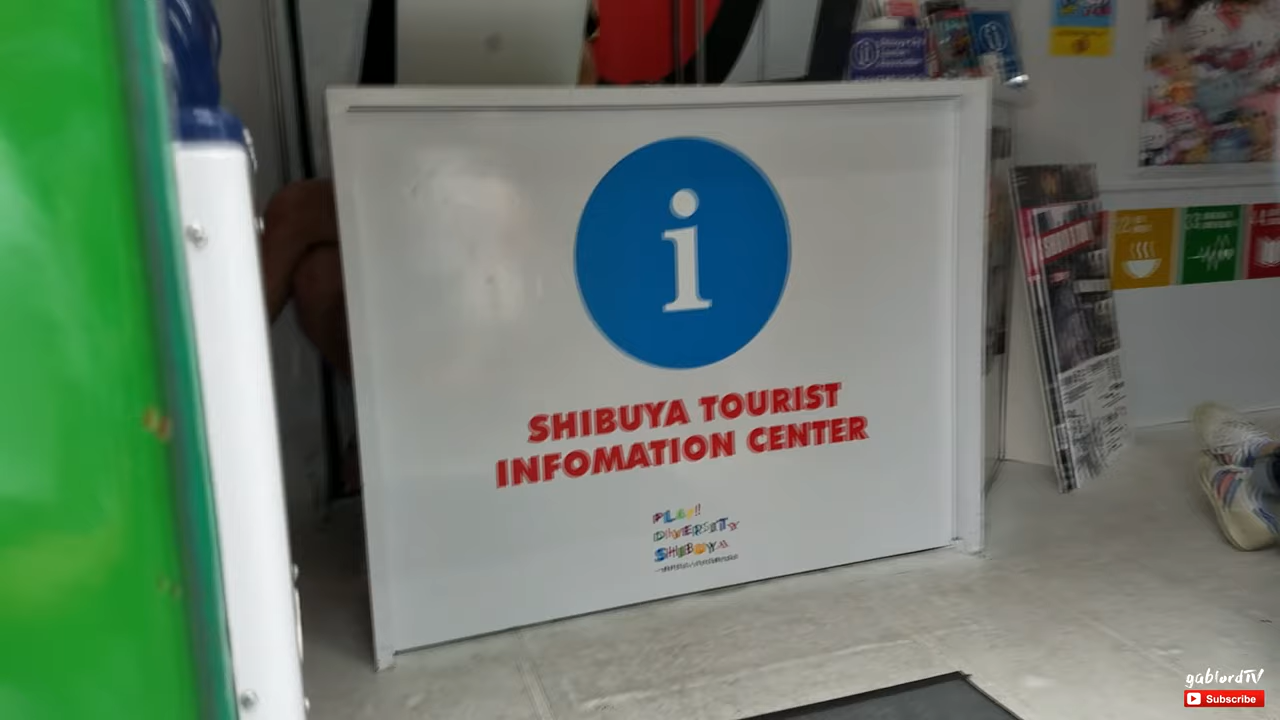 i
SHIBUYA TOURIST
INFOMATION CENTER
PLAY!!
DIVERSITY
SHIBUYA
gablordTV
Subscribe